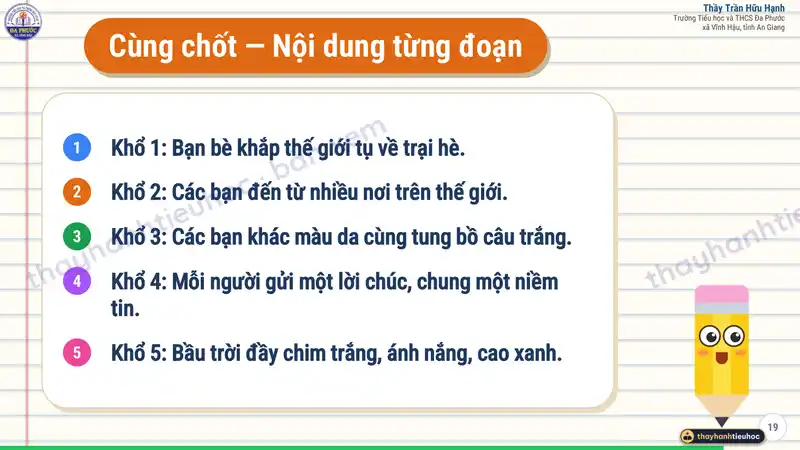 Thầy Trần Hữu Hạnh
Trường Tiểu học và THCS Đa Phước
xã Vĩnh Hậu, tỉnh An Giang
ĐA PHƯỚC
Cùng chốt — Nội dung từng đoạn
1 Khổ 1: Bạn bè khắp thế giới tụ về trại hè.
2 Khổ 2: Các bạn đến từ nhiều nơi trên thế giới.
3 Khổ 3: Các bạn khác màu da cùng tung bồ câu trắng.
4 Khổ 4: Mỗi người gửi một lời chúc, chung một niềm
tin.
5 Khổ 5: Bầu trời đầy chim trắng, ánh nắng, cao xanh.
19
thayhanhtieuhoc